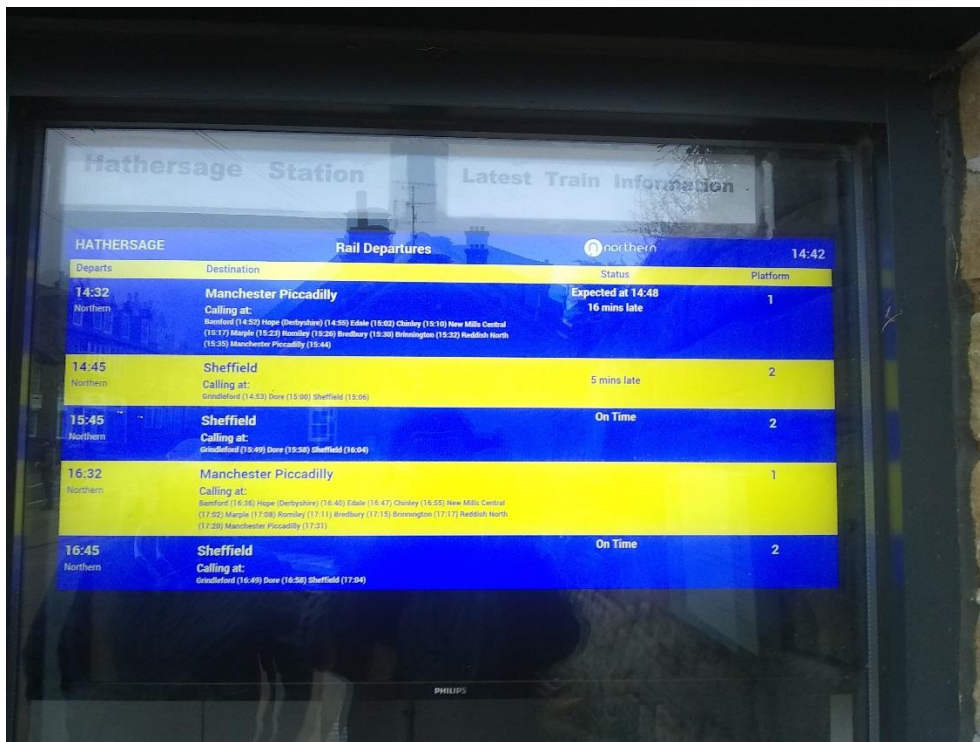 Hathersage Station Latest Train Information
HATHERSAGE Rail Departures northern 14:42
Departs Destination Status Platform
14:32 Manchester Piccadilly Expected at 14:48 1
Northern Calling at: 16 mins late
Bamford (14:52) Hope (Derbyshire) (14:55) Edale (15:02) Chinley (15:10) New Mills Central
(15:17) Marple (15:23) Romiley (15:26) Bredbury (15:30) Brinnington (15:32) Reddish North
(15:35) Manchester Piccadilly (15:44)
14:45 Sheffield 2
Northern Calling at: 5 mins late
Grindleford (14:53) Dore (15:00) Sheffield (15:06)
15:45 Sheffield On Time 2
Northern Calling at:
Grindleford (15:49) Dore (15:58) Sheffield (16:04)
16:32 Manchester Piccadilly 1
Northern Calling at:
Bamford (16:36) Hope (Derbyshire) (16:40) Edale (16:47) Chinley (16:55) New Mills Central
(17:02) Marple (17:08) Romiley (17:11) Bredbury (17:15) Brinnington (17:17) Reddish North
(17:20) Manchester Piccadilly (17:31)
16:45 Sheffield On Time 2
Northern Calling at:
Grindleford (16:49) Dore (16:58) Sheffield (17:04)
PHILIPS